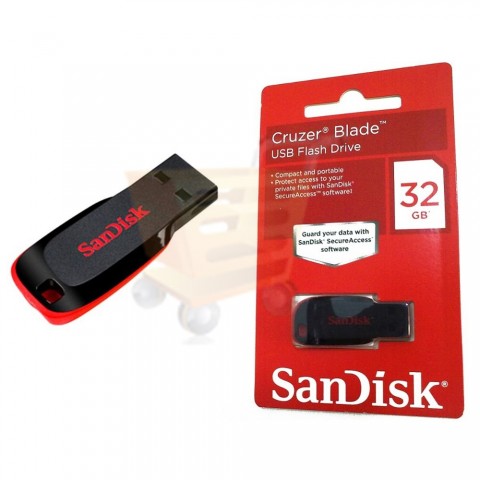 SanDisk
Cruzer® Blade™
USB Flash Drive
• Compact and portable
• Protect access to your
private files with SanDisk®
SecureAccess™ software†
32
GB*
Guard your data with
SanDisk® SecureAccess™
software
SanDisk®